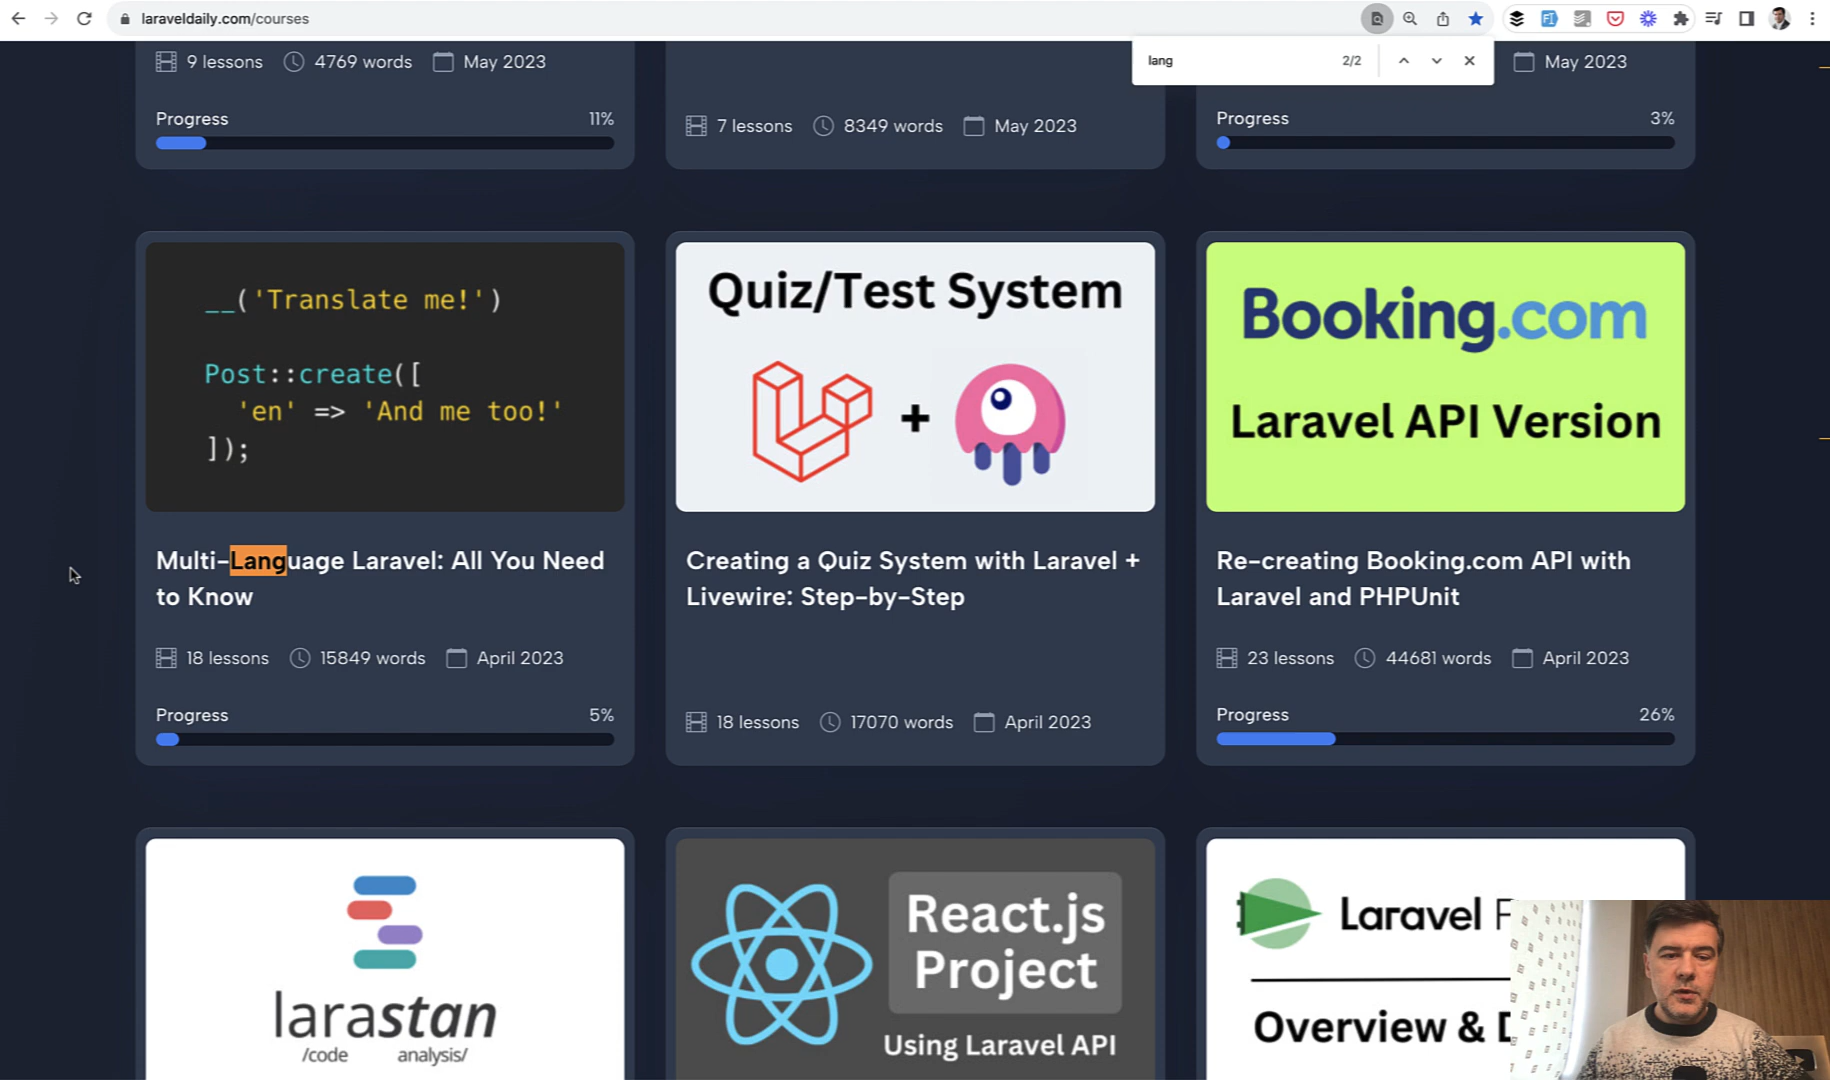 laraveldaily.com/courses
lang 2/2
9 lessons 4769 words May 2023
Progress 11%
7 lessons 8349 words May 2023
May 2023
Progress 3%
__('Translate me!')
Post::create([
'en' => 'And me too!'
]);
Multi-Language Laravel: All You Need
to Know
18 lessons 15849 words April 2023
Progress 5%
Quiz/Test System
+
Creating a Quiz System with Laravel +
Livewire: Step-by-Step
18 lessons 17070 words April 2023
Booking.com
Laravel API Version
Re-creating Booking.com API with
Laravel and PHPUnit
23 lessons 44681 words April 2023
Progress 26%
larastan
/code analysis/
React.js
Project
Using Laravel API
Laravel F
Overview & D